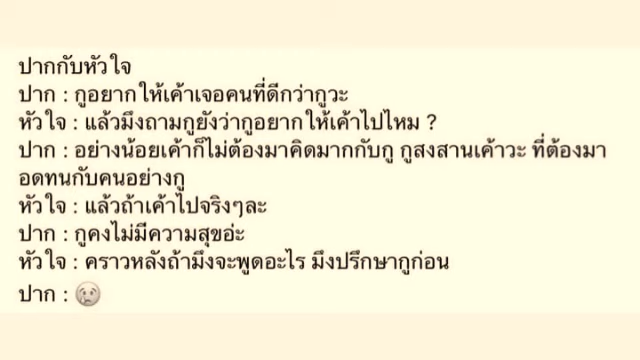 ปากกับหัวใจ
ปาก : กูอยากให้เค้าเจอคนที่ดีกว่ากูวะ
หัวใจ : แล้วมึงถามกูยังว่ากูอยากให้เค้าไปไหม ?
ปาก : อย่างน้อยเค้าก็ไม่ต้องมาคิดมากกับกู กูสงสานเค้าวะ ที่ต้องมา
อดทนกับคนอย่างกู
หัวใจ : แล้วถ้าเค้าไปจริงๆละ
ปาก : กูคงไม่มีความสุขอ่ะ
หัวใจ : คราวหลังถ้ามึงจะพูดอะไร มึงปรึกษากูก่อน
ปาก : 😢